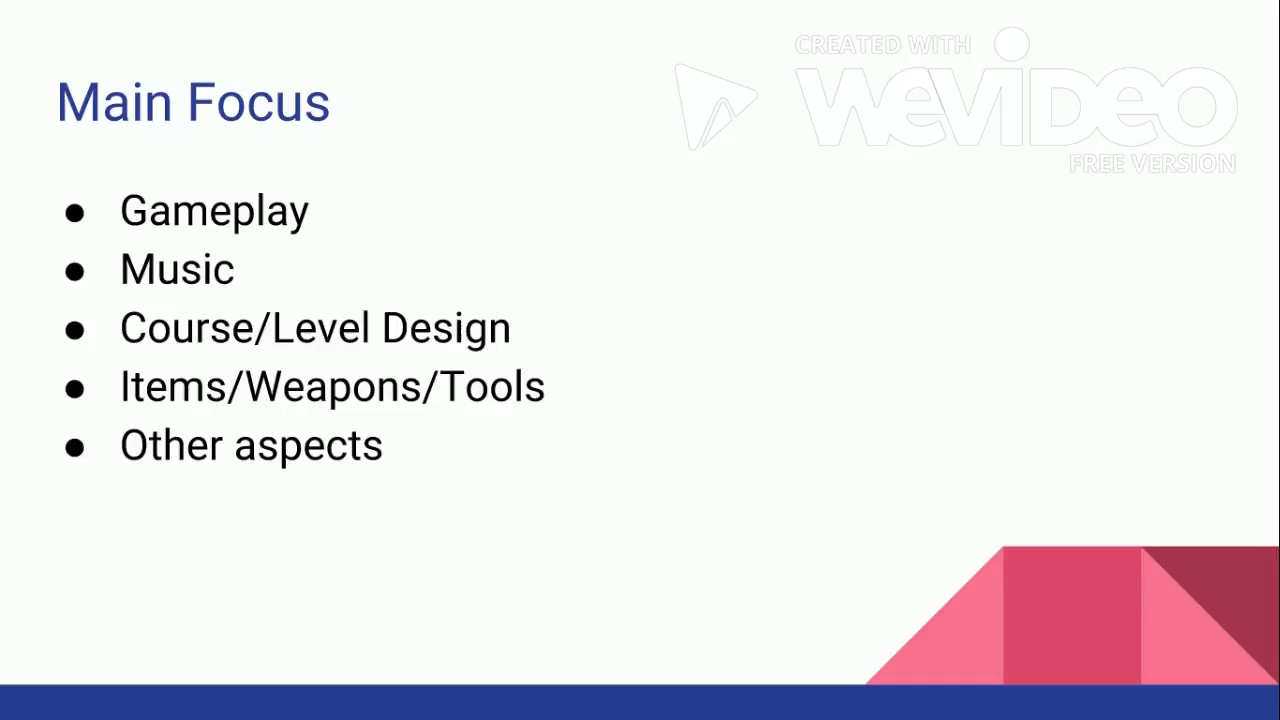 CREATED WITH
WEVIDEO
FREE VERSION
Main Focus
● Gameplay
● Music
● Course/Level Design
● Items/Weapons/Tools
● Other aspects